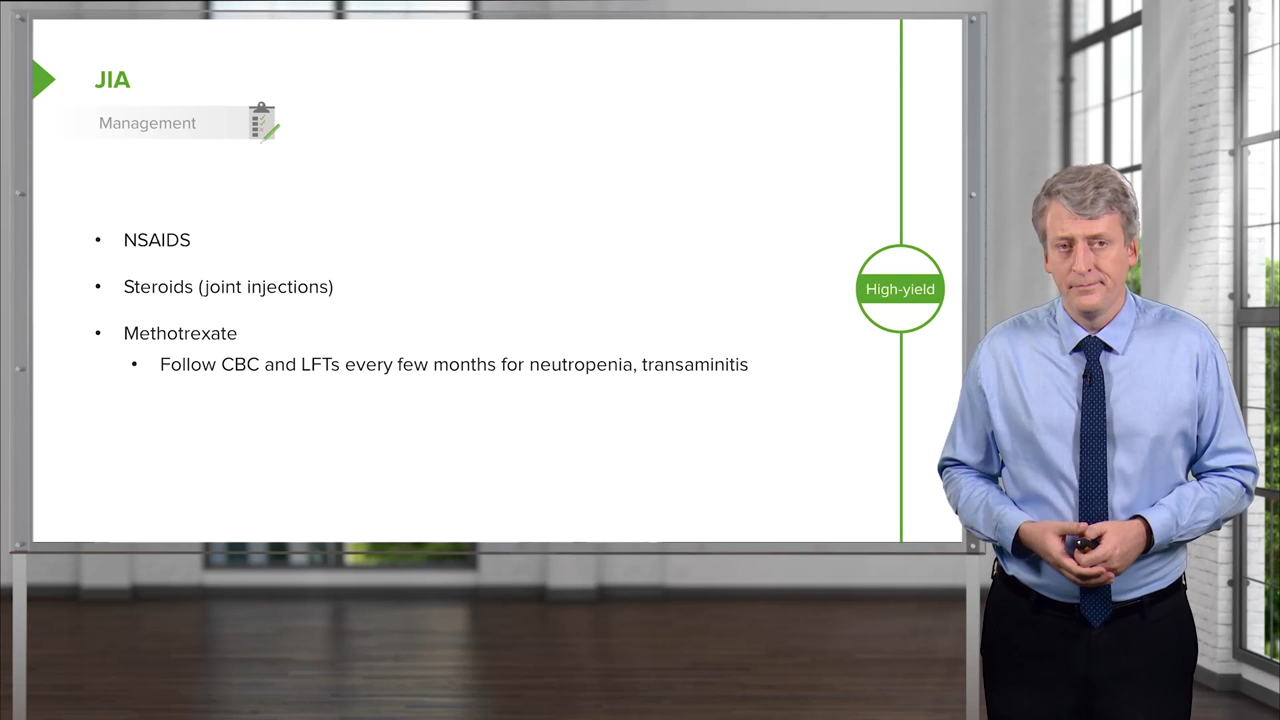 JIA
Management
• NSAIDS
• Steroids (joint injections)
• Methotrexate
• Follow CBC and LFTs every few months for neutropenia, transaminitis
High-yield